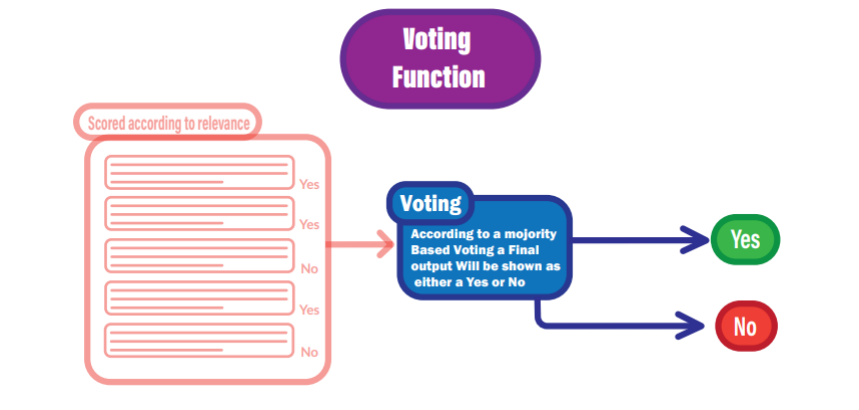 Voting
Function
Scored according to relevance
Yes
Yes
No
Yes
No
Voting
According to a mojority
Based Voting a Final
output Will be shown as
either a Yes or No
Yes
No